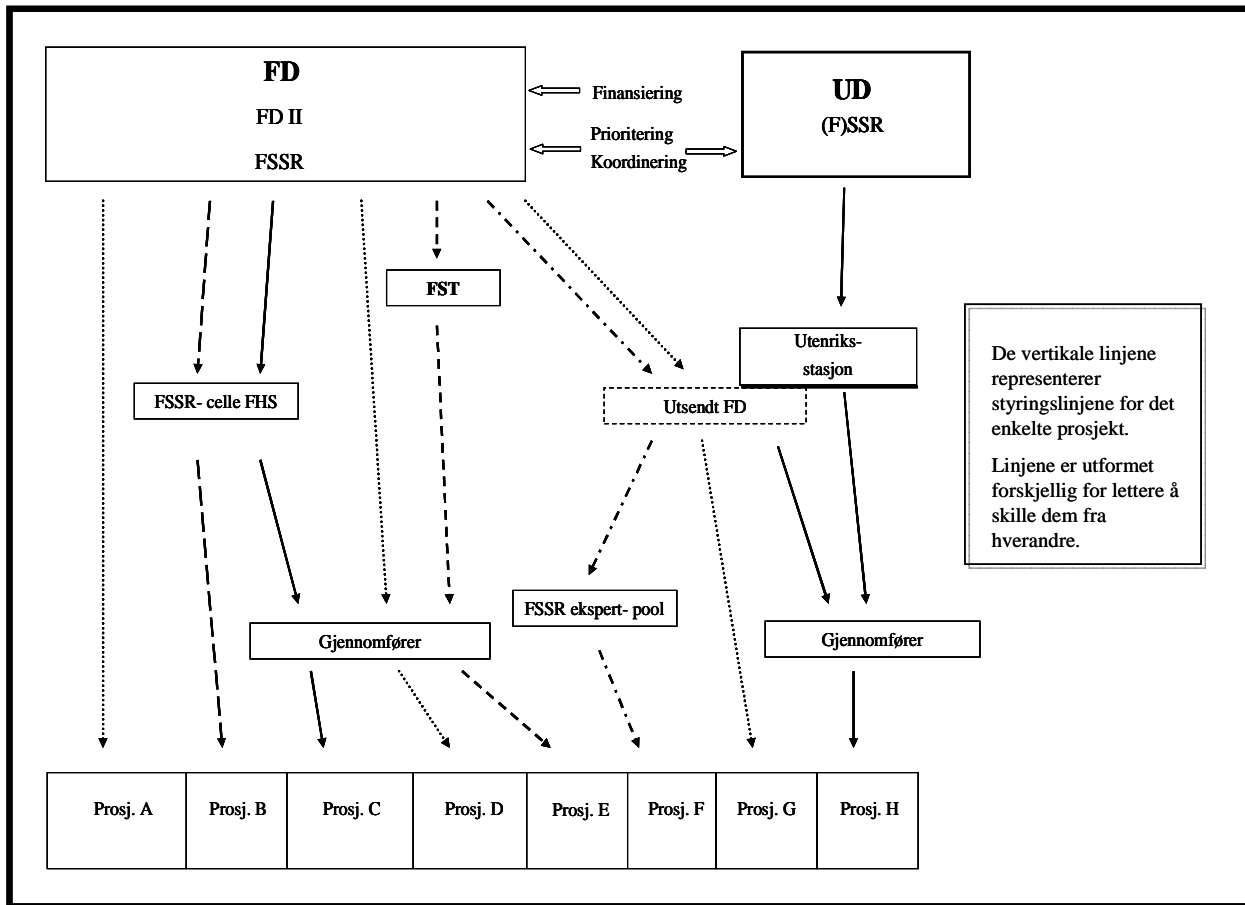 FD
FD II
FSSR
Finansiering
Prioritering
Koordinering
UD
(F)SSR
FST
Utenriks-
stasjon
FSSR- celle FHS
Utsendt FD
De vertikale linjene
representerer
styringslinjene for det
enkelte prosjekt.
Linjene er utformet
forskjellig for lettere å
skille dem fra
hverandre.
FSSR ekspert- pool
Gjennomfører
Gjennomfører
Prosj. A
Prosj. B
Prosj. C
Prosj. D
Prosj. E
Prosj. F
Prosj. G
Prosj. H